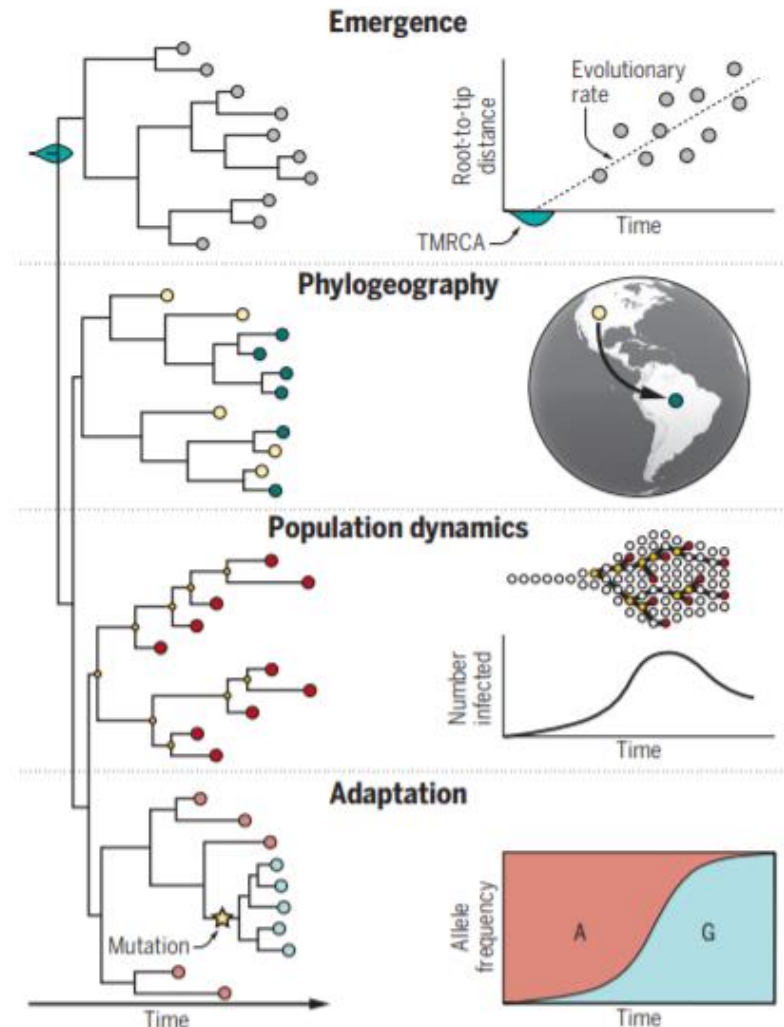 Emergence
Evolutionary
rate
Root-to-tip
distance
Time
TMRCA
Phylogeography
Population dynamics
Number
infected
Time
Adaptation
Mutation
Time
Allele
frequency
A
G
Time